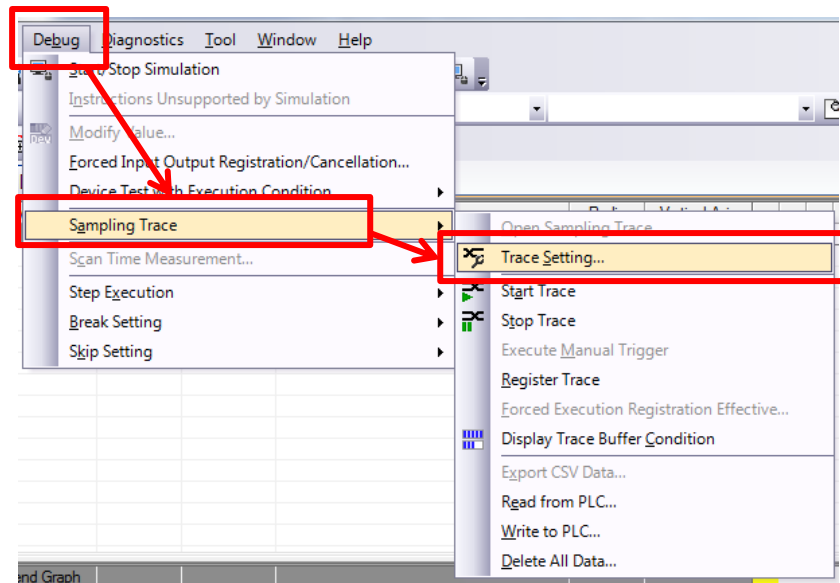 Debug Diagnostics Tool Window Help
Start/Stop Simulation
Instructions Unsupported by Simulation
Modify Value...
Forced Input Output Registration/Cancellation...
Device Test with Execution Condition
Sampling Trace
Scan Time Measurement...
Step Execution
Break Setting
Skip Setting
Open Sampling Trace
Trace Setting...
Start Trace
Stop Trace
Execute Manual Trigger
Register Trace
Forced Execution Registration Effective...
Display Trace Buffer Condition
Export CSV Data...
Read from PLC...
Write to PLC...
Delete All Data...
Graph